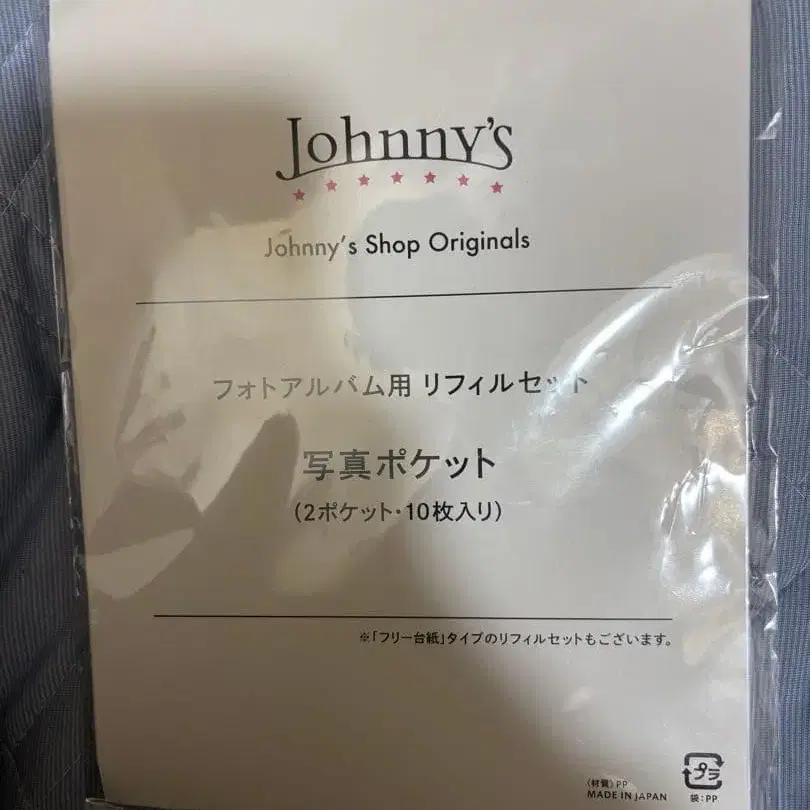 Johnny's
Johnny's Shop Originals
フォトアルバム用 リフィルセット
写真ポケット
(2ポケット・10枚入り)
※「フリー台紙」タイプのリフィルセットもございます。
(材質)PP
MADE IN JAPAN
プラ
袋:PP